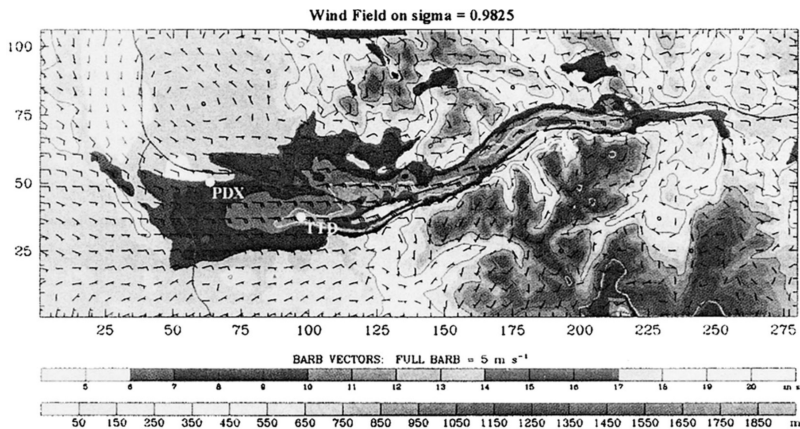 Wind Field on sigma = 0.9825
100
75
50
25
PDX
TTD
25 50 75 100 125 150 175 200 225 250 275
BARB VECTORS: FULL BARB = 5 m s⁻¹
5 6 7 8 9 10 11 12 13 14 15 16 17 18 19 20 m s
50 150 250 350 450 550 650 750 850 950 1050 1150 1250 1350 1450 1550 1650 1750 1850 m